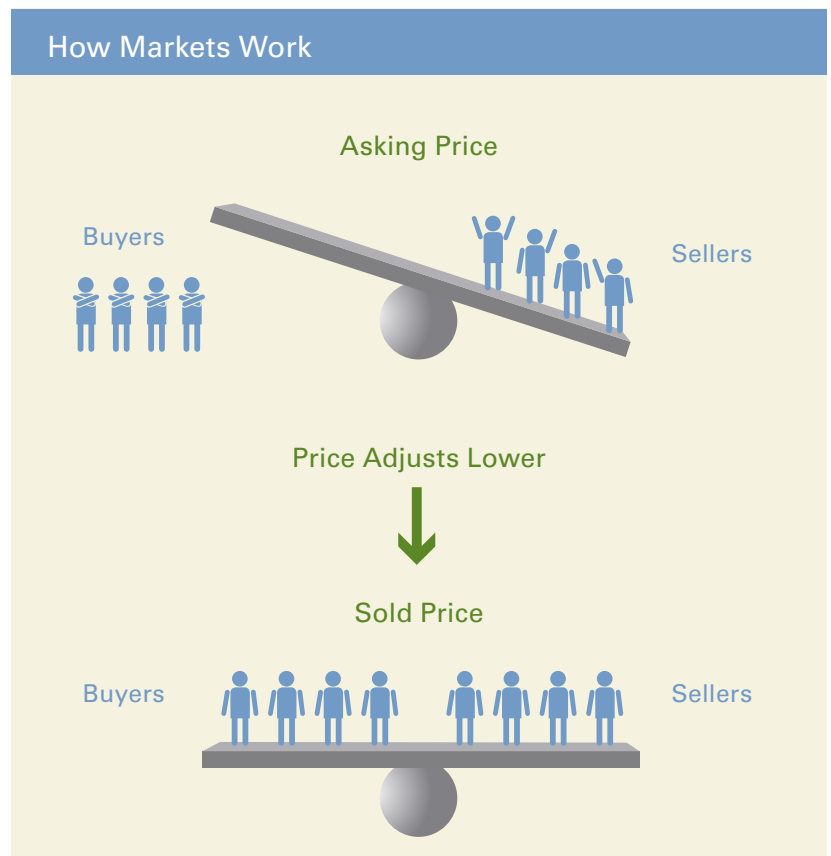 How Markets Work
Asking Price
Buyers
Sellers
Price Adjusts Lower
Sold Price
Buyers
Sellers